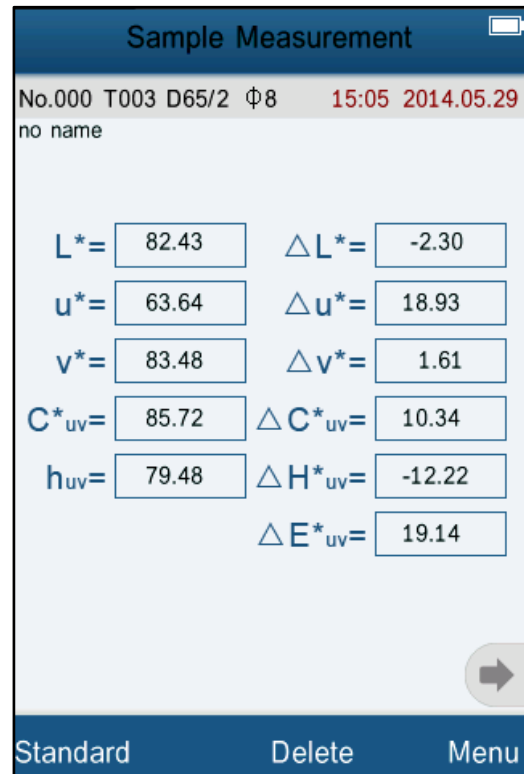 Sample Measurement
No.000 T003 D65/2 Φ8 15:05 2014.05.29
no name
L*= 82.43 △L*= -2.30
u*= 63.64 △u*= 18.93
v*= 83.48 △v*= 1.61
C*uv= 85.72 △C*uv= 10.34
huv= 79.48 △H*uv= -12.22
△E*uv= 19.14
Standard Delete Menu